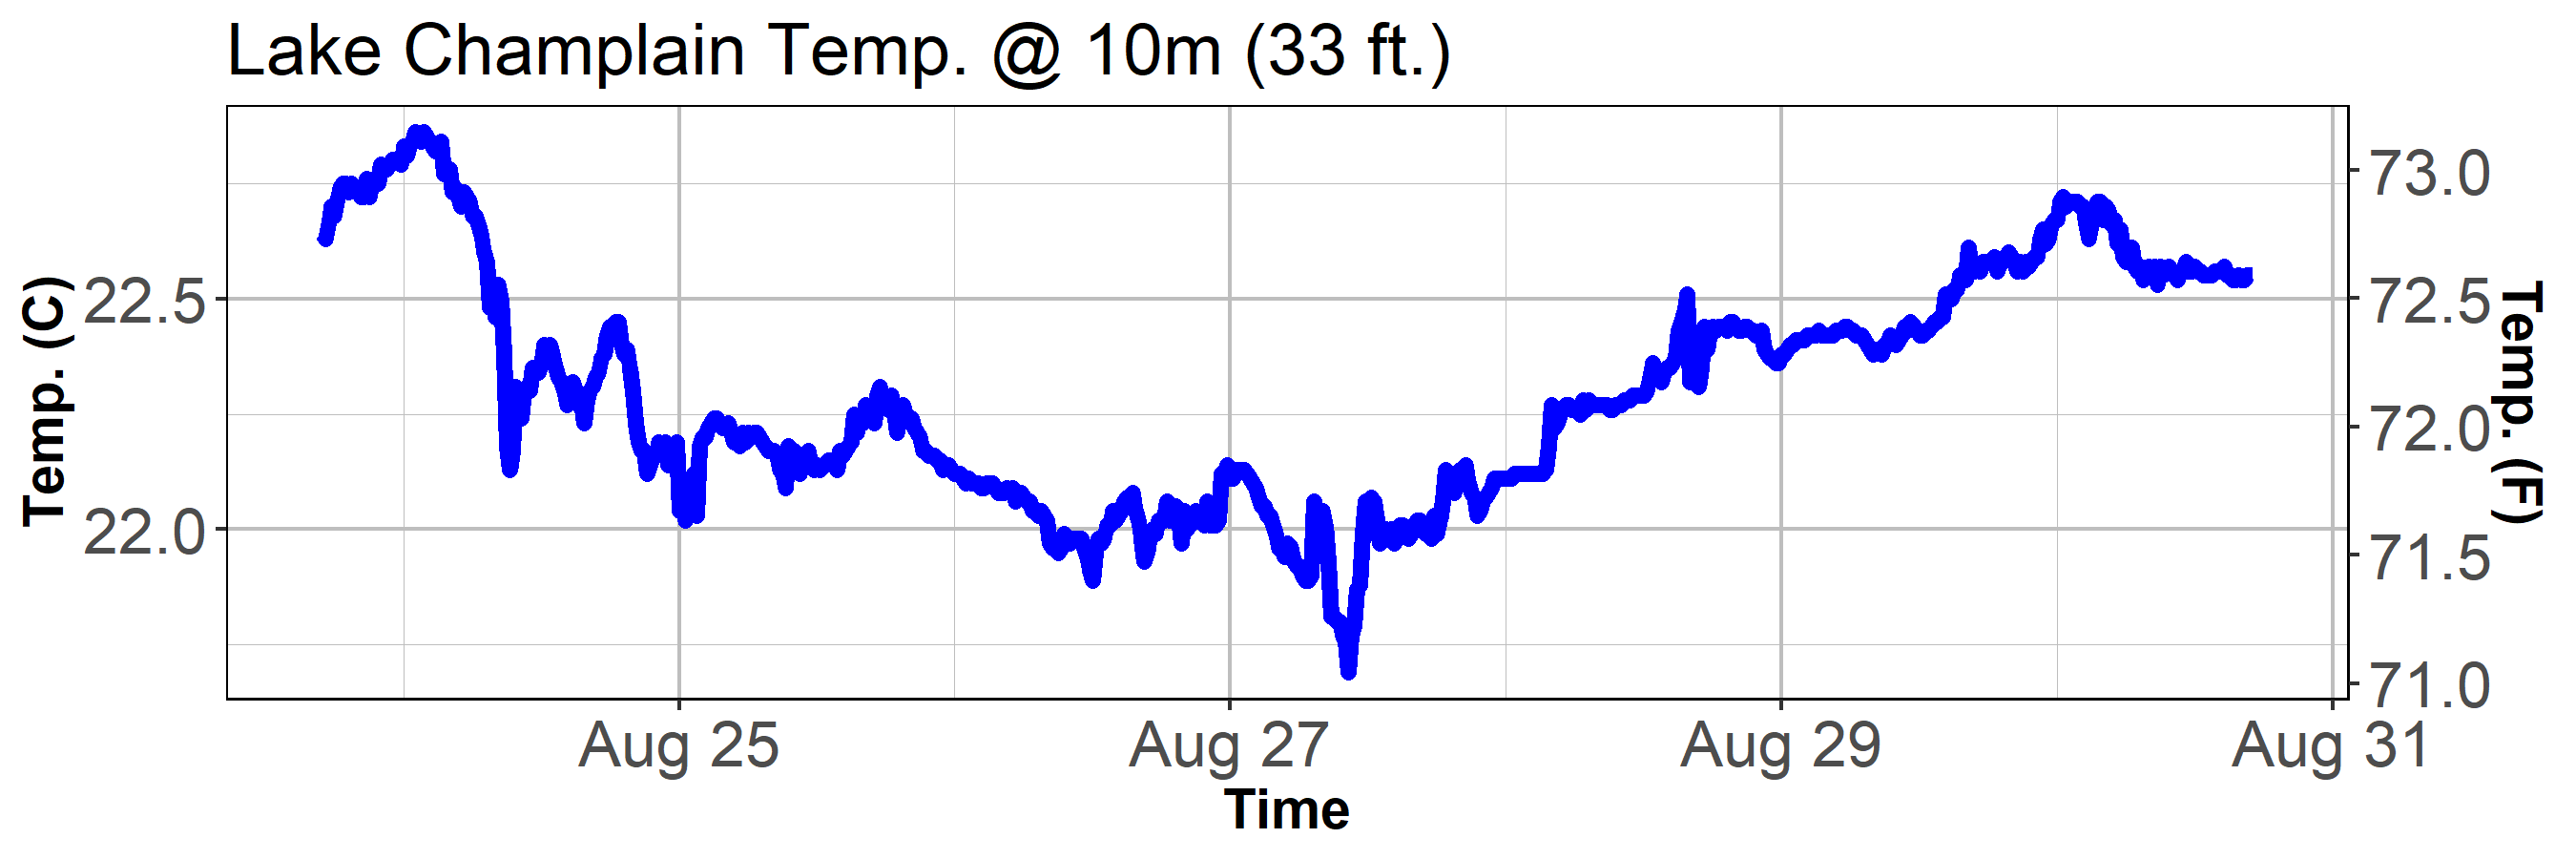 Lake Champlain Temp. @ 10m (33 ft.)
Temp. (C)
22.5
22.0
73.0
72.5
72.0
71.5
71.0
Temp. (F)
Aug 25
Aug 27
Aug 29
Aug 31
Time